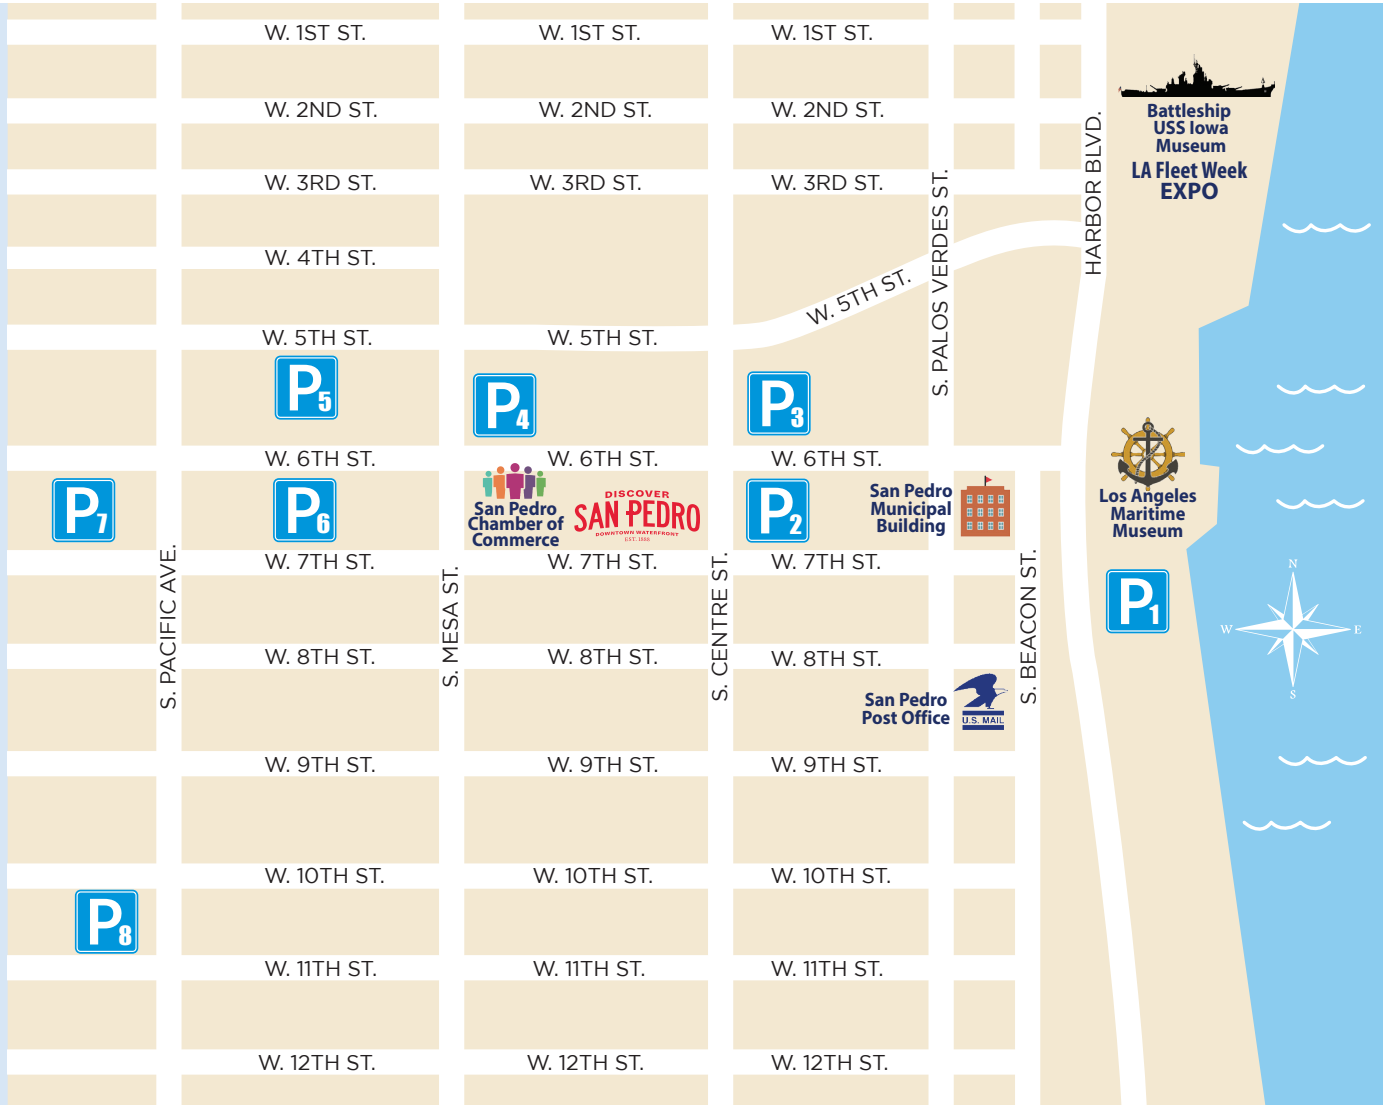 W. 1ST ST.
W. 1ST ST.
W. 1ST ST.
W. 2ND ST.
W. 2ND ST.
W. 2ND ST.
Battleship
USS Iowa
Museum
LA Fleet Week
EXPO
HARBOR BLVD.
W. 3RD ST.
W. 3RD ST.
W. 3RD ST.
S. PALOS VERDES ST.
W. 4TH ST.
W. 5TH ST.
W. 5TH ST.
W. 5TH ST.
P5
P4
P3
W. 6TH ST.
W. 6TH ST.
W. 6TH ST.
P7
P6
San Pedro
Chamber of
Commerce
DISCOVER
SAN PEDRO
DOWNTOWN WATERFRONT
EST. 1888
P2
San Pedro
Municipal
Building
Los Angeles
Maritime
Museum
S. PACIFIC AVE.
W. 7TH ST.
S. MESA ST.
W. 7TH ST.
S. CENTRE ST.
W. 7TH ST.
S. BEACON ST.
P1
N
W
E
S
W. 8TH ST.
W. 8TH ST.
W. 8TH ST.
San Pedro
Post Office
U.S. MAIL
W. 9TH ST.
W. 9TH ST.
W. 9TH ST.
W. 10TH ST.
W. 10TH ST.
W. 10TH ST.
P8
W. 11TH ST.
W. 11TH ST.
W. 11TH ST.
W. 12TH ST.
W. 12TH ST.
W. 12TH ST.